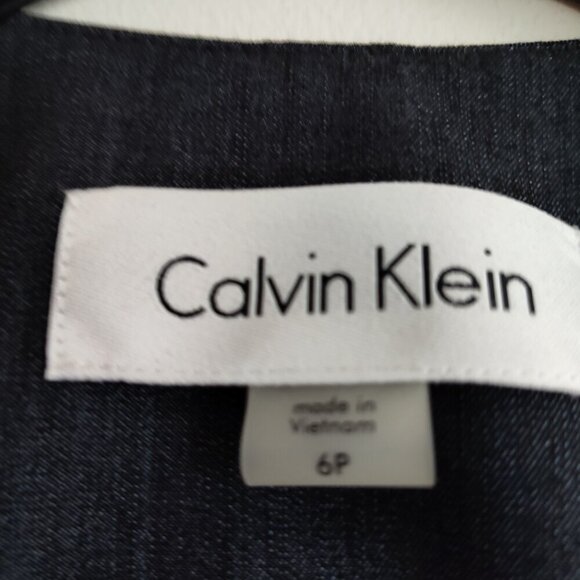 Calvin Klein
made in
Vietnam
6P